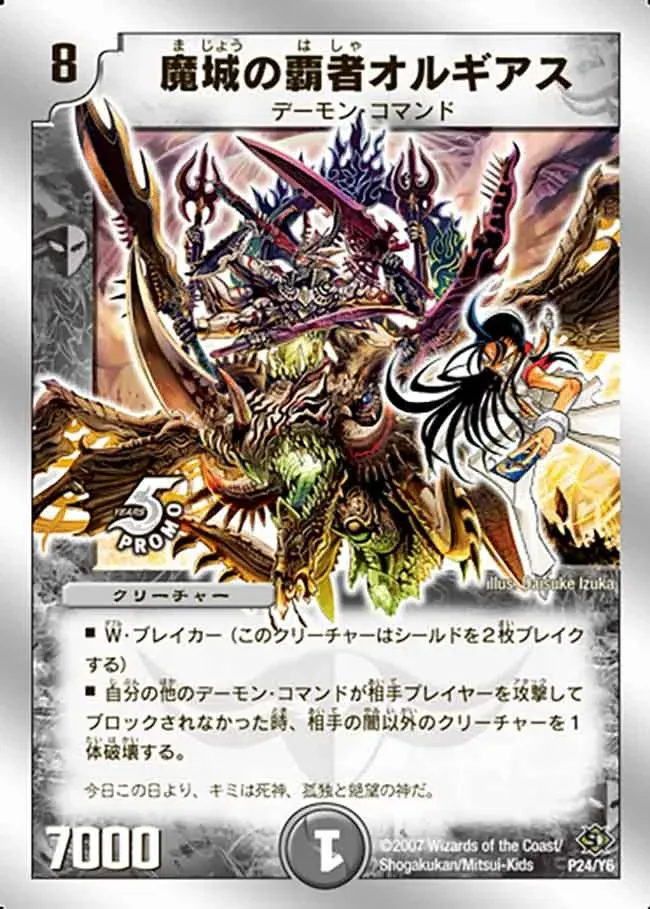 8
ま じょう は しゃ
魔城の覇者オルギアス
デーモン・コマンド
5
YEARS
PROMO
illus. Daisuke Izuka
クリーチャー
■ W・ブレイカー（このクリーチャーはシールドを２枚ブレイク
する）
■ 自分の他のデーモン・コマンドが相手プレイヤーを攻撃して
ブロックされなかった時、相手の闇以外のクリーチャーを１
体破壊する。
今日この日より、キミは死神、孤独と絶望の神だ。
7000
1
©2007 Wizards of the Coast/
Shogakukan/Mitsui-Kids
P24/Y6